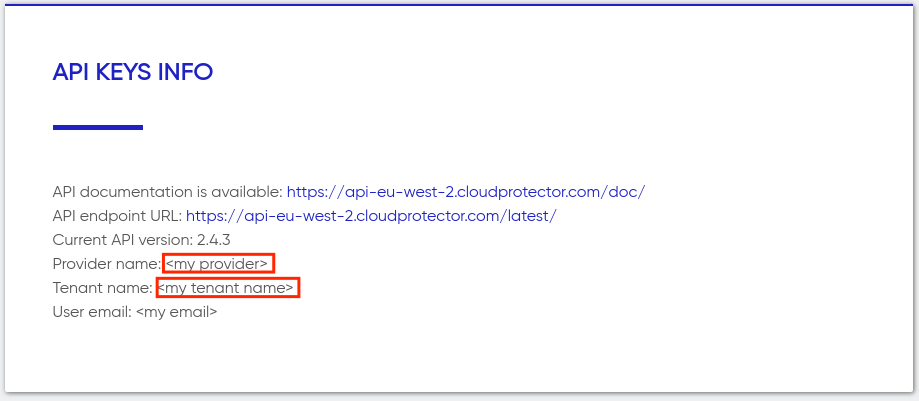 API KEYS INFO
API documentation is available: https://api-eu-west-2.cloudprotector.com/doc/
API endpoint URL: https://api-eu-west-2.cloudprotector.com/latest/
Current API version: 2.4.3
Provider name: <my provider>
Tenant name: <my tenant name>
User email: <my email>